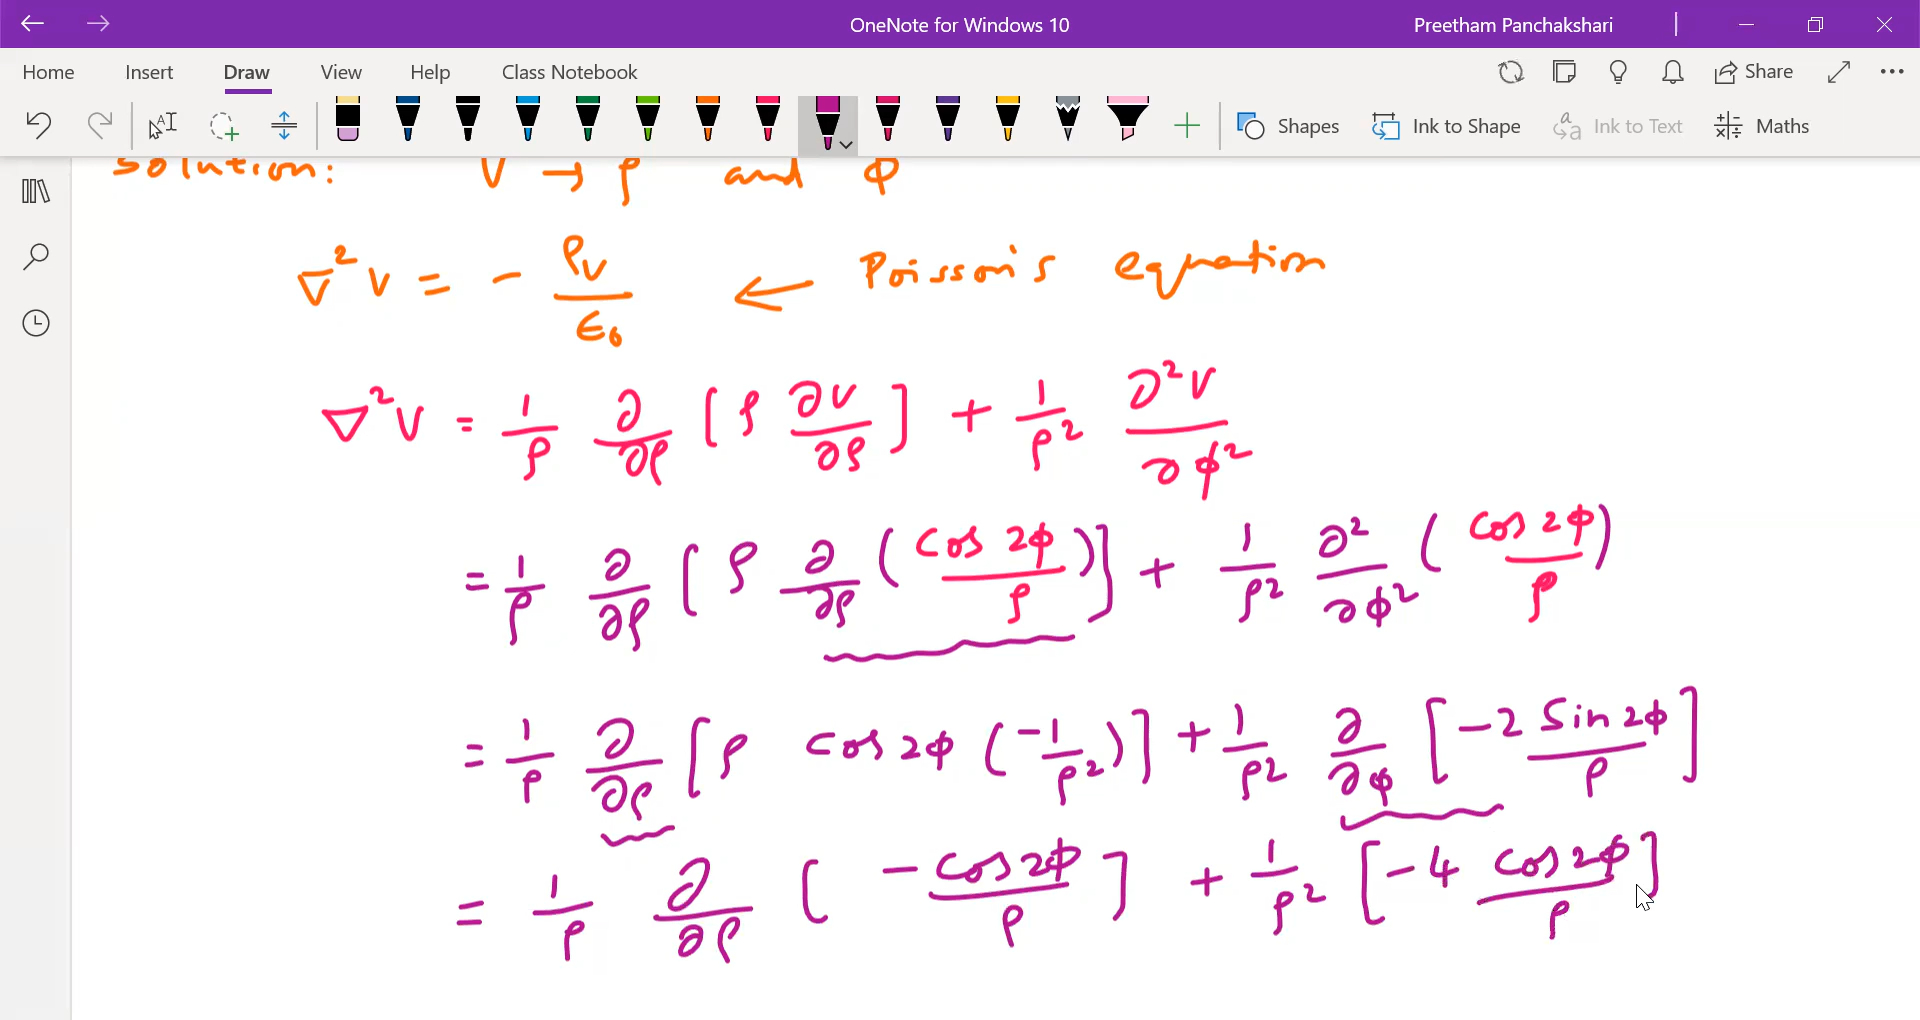 OneNote for Windows 10 Preetham Panchakshari
Home Insert Draw View Help Class Notebook Share
Shapes Ink to Shape Ink to Text Maths
Solution: V → ρ and ϕ
∇²V = - ρv/ε₀ ← Poisson's equation
∇²V = 1/ρ ∂/∂ρ [ρ ∂V/∂ρ] + 1/ρ² ∂²V/∂ϕ²
= 1/ρ ∂/∂ρ [ρ ∂/∂ρ (cos 2ϕ/ρ)] + 1/ρ² ∂²/∂ϕ² (cos 2ϕ/ρ)
= 1/ρ ∂/∂ρ [ρ cos 2ϕ (-1/ρ²)] + 1/ρ² ∂/∂ϕ [-2 Sin 2ϕ/ρ]
= 1/ρ ∂/∂ρ [-cos 2ϕ/ρ] + 1/ρ² [-4 cos 2ϕ/ρ]